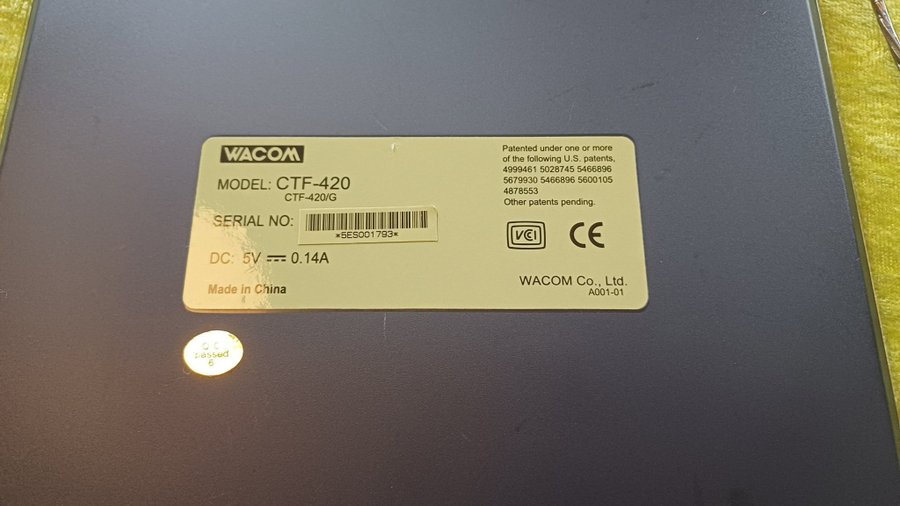 WACOM
MODEL: CTF-420
CTF-420/G
SERIAL NO:
*5ES001793*
DC: 5V 0.14A
Made in China
Patented under one or more
of the following U.S. patents,
4999461 5028745 5466896
5679930 5466896 5600105
4878553
Other patents pending.
VCI
CE
WACOM Co., Ltd.
A001-01
Q.C
passed
6